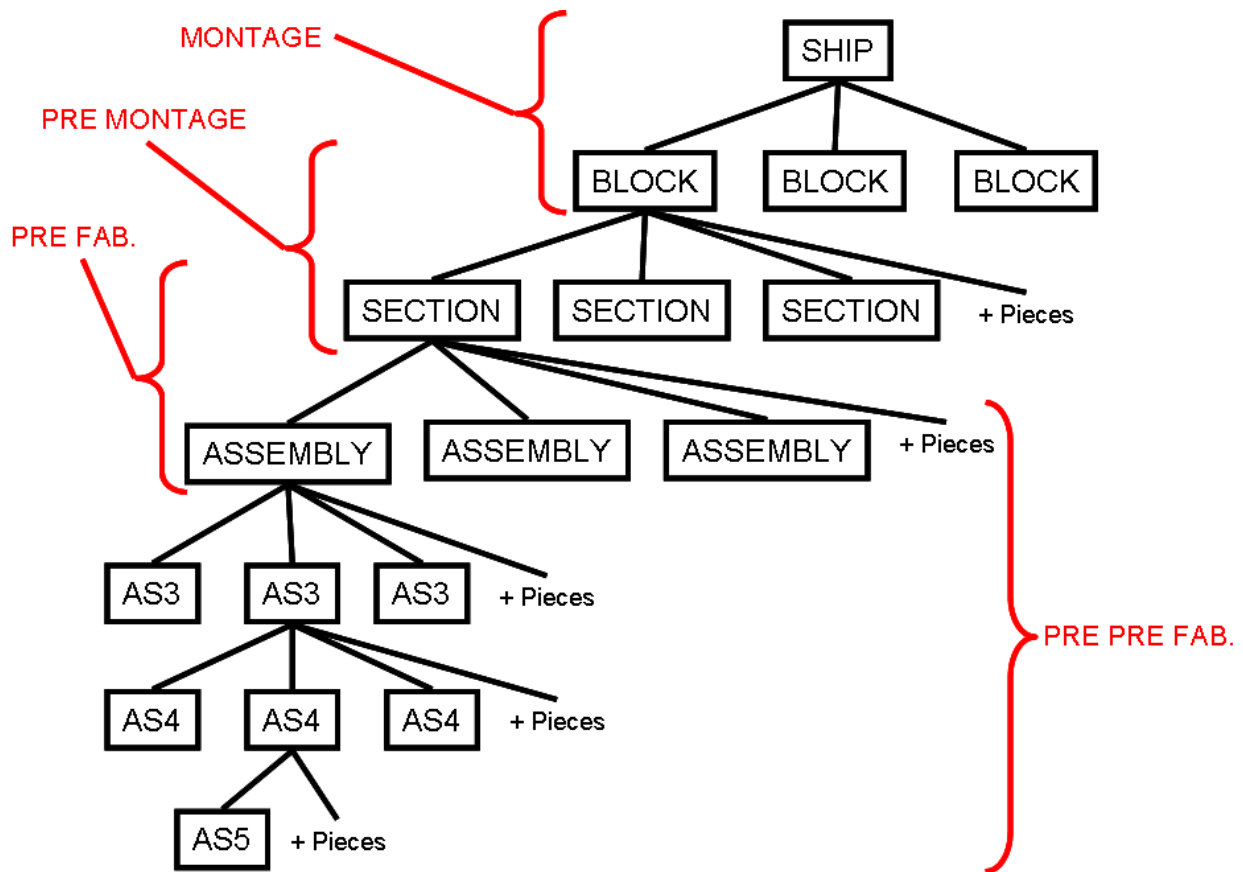 MONTAGE
SHIP
PRE MONTAGE
BLOCK BLOCK BLOCK
PRE FAB.
SECTION SECTION SECTION + Pieces
ASSEMBLY ASSEMBLY ASSEMBLY + Pieces
AS3 AS3 AS3 + Pieces
PRE PRE FAB.
AS4 AS4 AS4 + Pieces
AS5 + Pieces